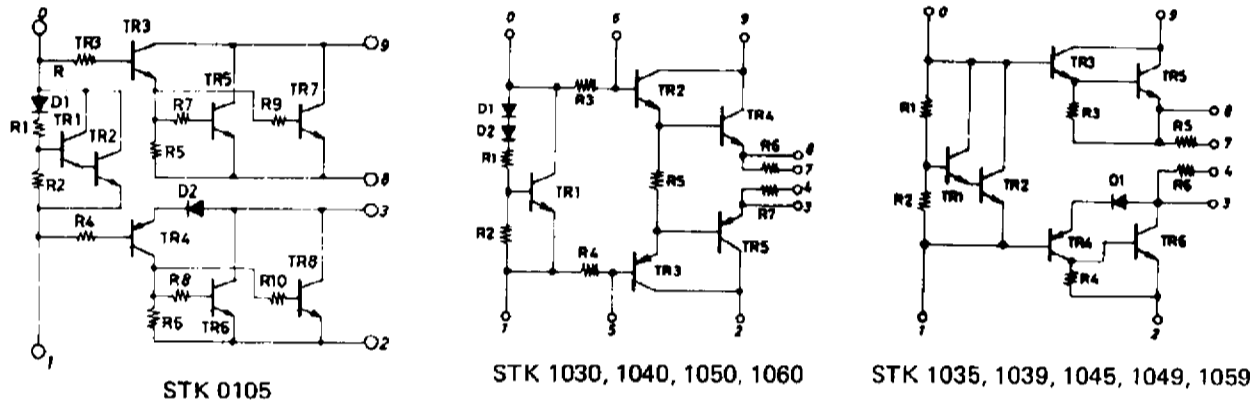 0
TR3
TR3
9
R
TR5
TR7
D1
R1
TR1
R7
R9
TR2
R5
R2
8
D2
3
R4
TR4
TR8
R8
R10
R6
TR6
2
1
STK 0105
0
6
9
R3
TR2
D1
D2
TR4
R1
R6
8
7
R5
4
TR1
3
R7
R2
TR5
R4
TR3
1
5
2
STK 1030, 1040, 1050, 1060
0
9
TR3
TR5
R1
R3
8
R5
7
4
R6
D1
TR2
TR1
R2
3
TR4
TR6
R4
1
2
STK 1035, 1039, 1045, 1049, 1059